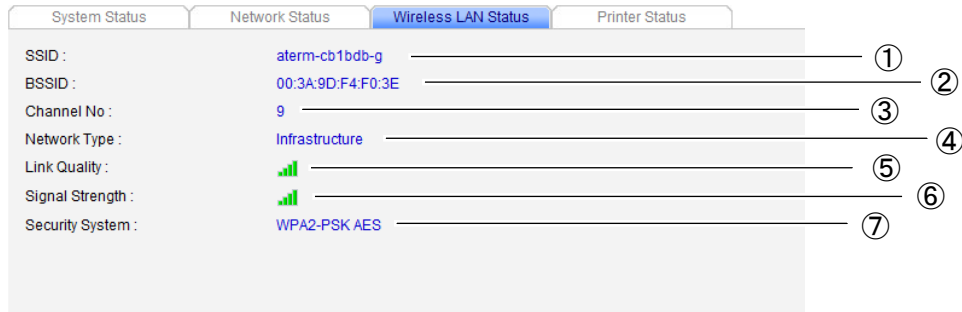 System Status Network Status Wireless LAN Status Printer Status
SSID : aterm-cb1bdb-g ①
BSSID : 00:3A:9D:F4:F0:3E ②
Channel No : 9 ③
Network Type : Infrastructure ④
Link Quality : ⑤
Signal Strength : ⑥
Security System : WPA2-PSK AES ⑦